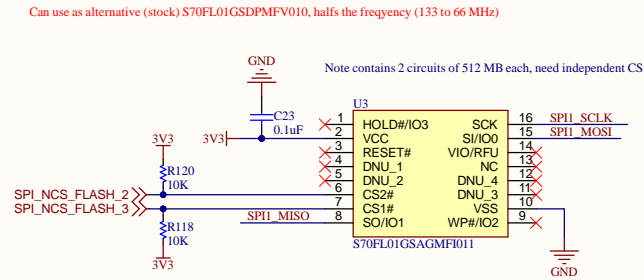 Can use as alternative (stock) S70FL01GSDPMFV010, halfs the freqyency (133 to 66 MHz)
Note contains 2 circuits of 512 MB each, need independent CS
GND
C23
0.1uF
3V3
3V3
R120
10K
SPI_NCS_FLASH_2
SPI_NCS_FLASH_3
R118
10K
3V3
SPI1_MISO
U3
1 HOLD#/IO3 SCK 16 SPI1_SCLK
2 VCC SI/IO0 15 SPI1_MOSI
3 RESET# VIO/RFU 14
4 DNU_1 NC 13
5 DNU_2 DNU_4 12
6 CS2# DNU_3 11
7 CS1# VSS 10
8 SO/IO1 WP#/IO2 9
S70FL01GSAGMFI011
GND